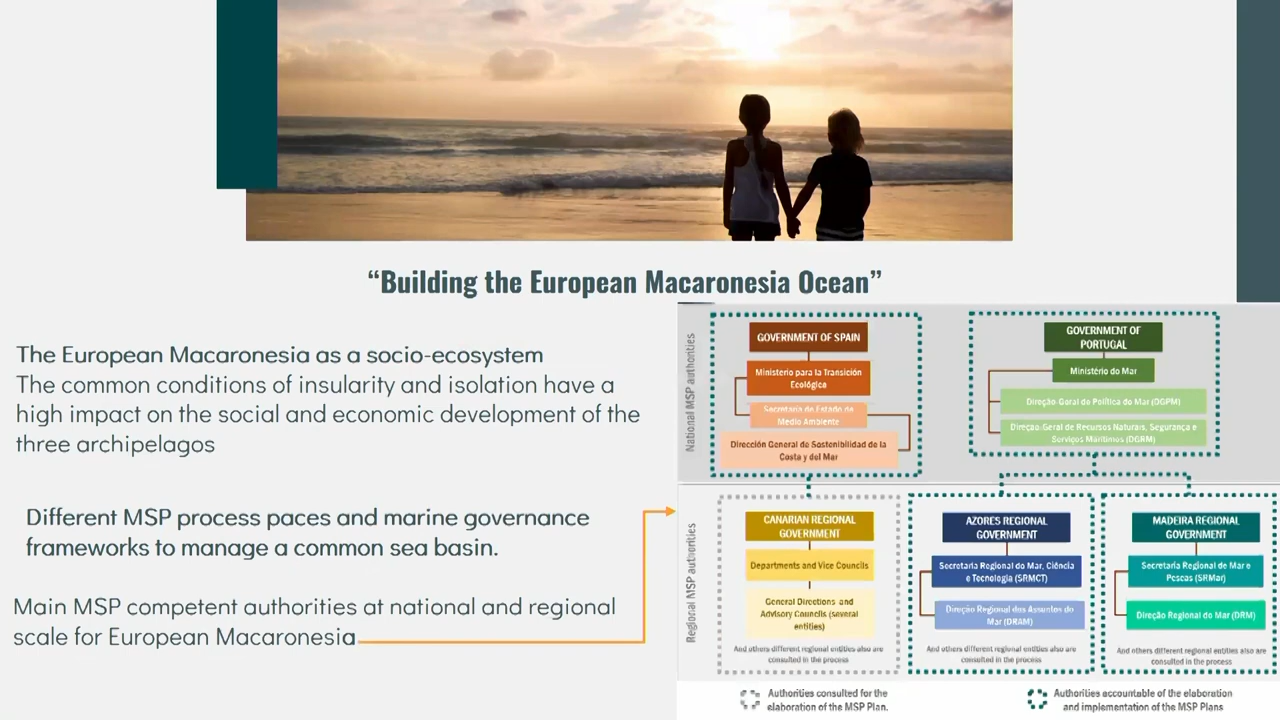 “Building the European Macaronesia Ocean”
The European Macaronesia as a socio-ecosystem
The common conditions of insularity and isolation have a
high impact on the social and economic development of the
three archipelagos
Different MSP process paces and marine governance
frameworks to manage a common sea basin.
Main MSP competent authorities at national and regional
scale for European Macaronesia
National MSP authorities
GOVERNMENT OF SPAIN
Ministerio para la Transición
Ecológica
Secretaría de Estado de
Medio Ambiente
Dirección General de Sostenibilidad de la
Costa y del Mar
GOVERNMENT OF
PORTUGAL
Ministério do Mar
Direção-Geral de Política do Mar (DGPM)
Direçao-Geral de Recursos Naturais, Segurança e
Serviços Marítimos (DGRM)
Regional MSP authorities
CANARIAN REGIONAL
GOVERNMENT
Departments and Vice Councils
General Directions and
Advisory Councils (several
entities)
And others different regional entities also are
consulted in the process
AZORES REGIONAL
GOVERNMENT
Secretaria Regional do Mar, Ciência
e Tecnologia (SRMCT)
Direção Regional dos Assuntos do
Mar (DRAM)
And others different regional entities also are
consulted in the process
MADEIRA REGIONAL
GOVERNMENT
Secretaria Regional de Mar e
Pescas (SRMar)
Direção Regional do Mar (DRM)
And others different regional entities also are
consulted in the process
Authorities consulted for the
elaboration of the MSP Plan.
Authorities accountable of the elaboration
and implementation of the MSP Plans